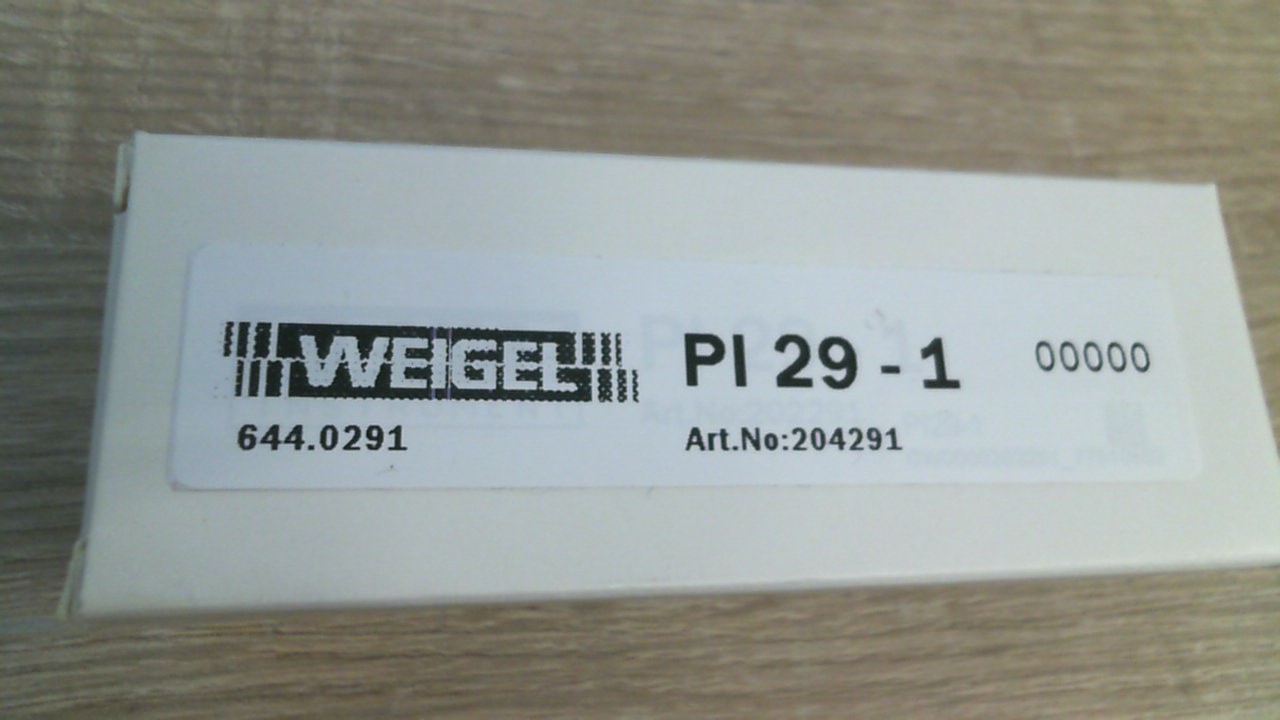 WEIGEL PI 29 - 1 00000
644.0291 Art.No:204291